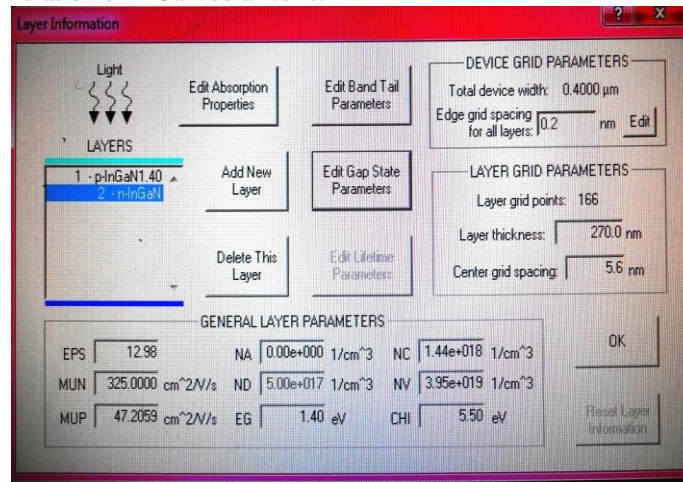 Layer Information
? X
Light
Edit Absorption Properties
Edit Band Tail Parameters
DEVICE GRID PARAMETERS
Total device width: 0.4000 µm
Edge grid spacing for all layers: 0.2 nm Edit
LAYERS
1 - p-InGaN1.40
2 - n-InGaN
Add New Layer
Edit Gap State Parameters
LAYER GRID PARAMETERS
Layer grid points: 166
Layer thickness: 270.0 nm
Center grid spacing: 5.6 nm
Delete This Layer
Edit Lifetime Parameters
GENERAL LAYER PARAMETERS
EPS 12.98 NA 0.00e+000 1/cm^3 NC 1.44e+018 1/cm^3
MUN 325.0000 cm^2/V/s ND 5.00e+017 1/cm^3 NV 3.95e+019 1/cm^3
MUP 47.2059 cm^2/V/s EG 1.40 eV CHI 5.50 eV
OK
Reset Layer Information